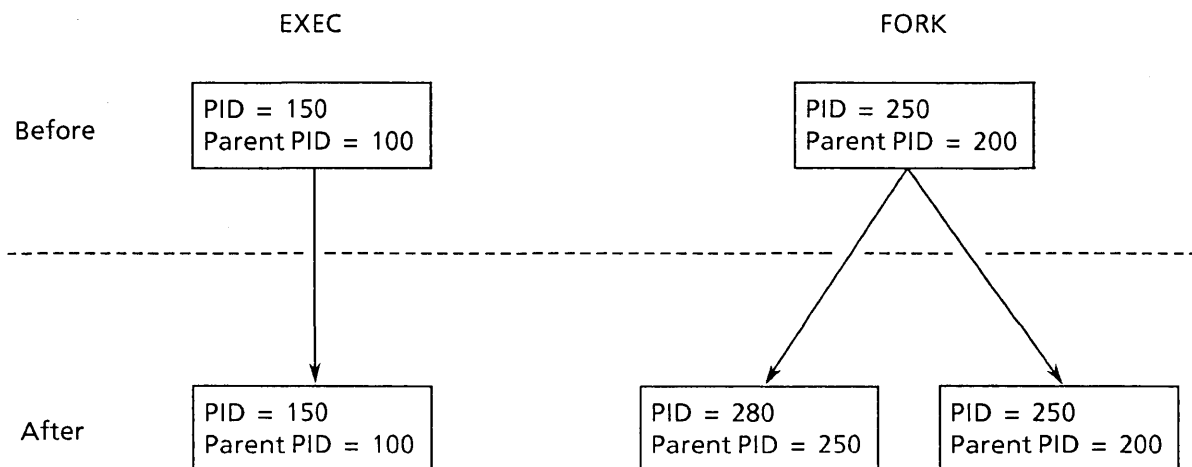 EXEC
FORK
Before
PID = 150
Parent PID = 100
PID = 250
Parent PID = 200
After
PID = 150
Parent PID = 100
PID = 280
Parent PID = 250
PID = 250
Parent PID = 200